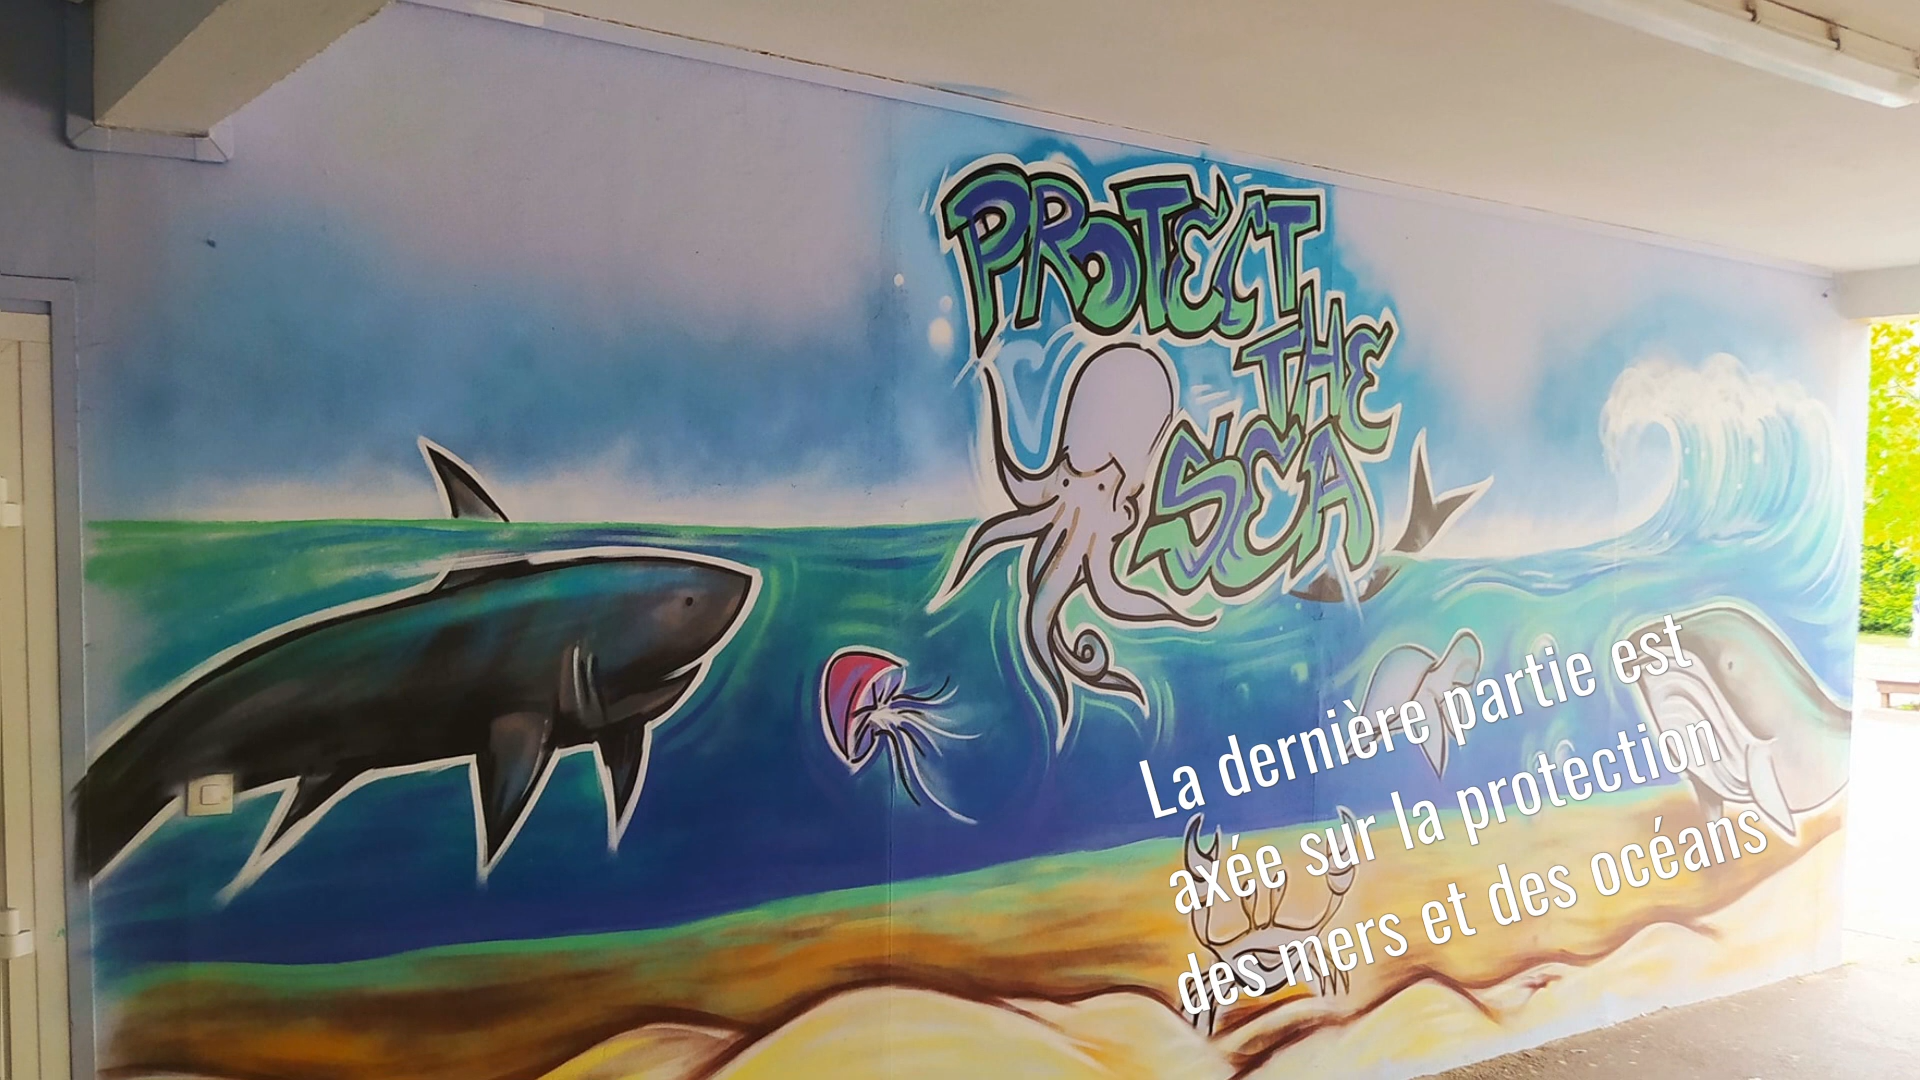 PROTECT
THE
SEA
La dernière partie est
axée sur la protection
des mers et des océans